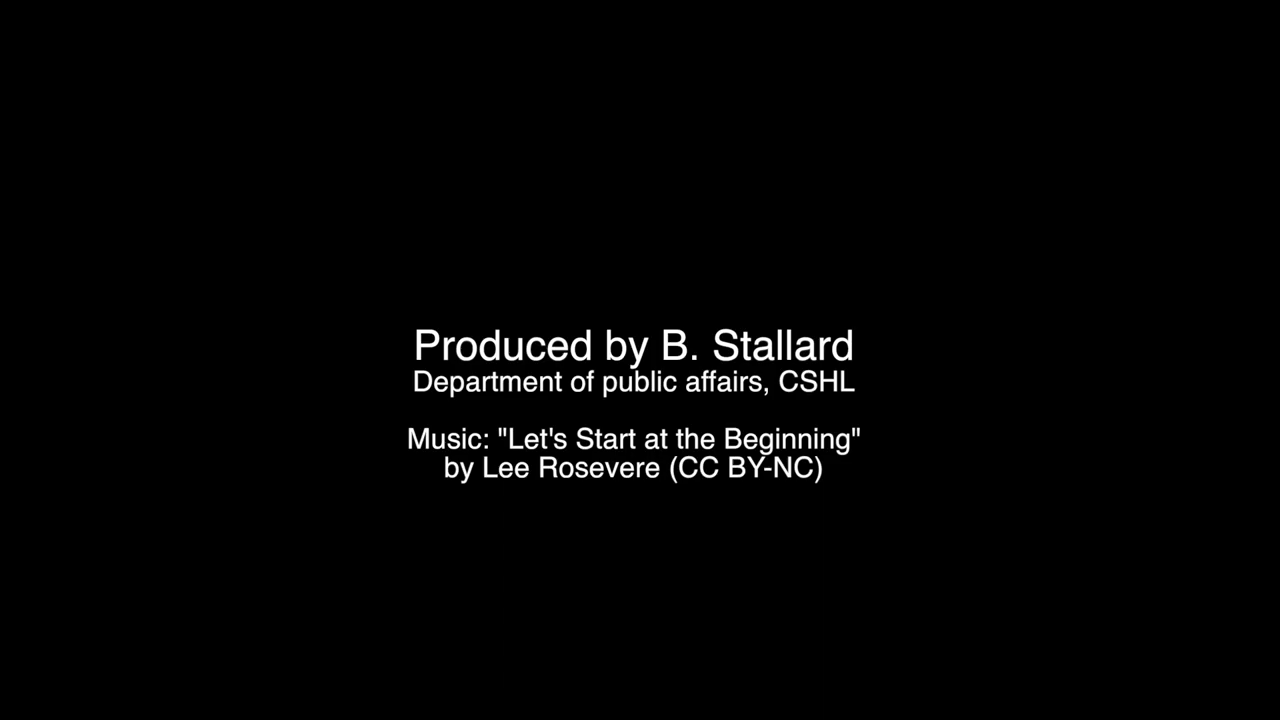 Produced by B. Stallard
Department of public affairs, CSHL
Music: "Let's Start at the Beginning"
by Lee Rosevere (CC BY-NC)